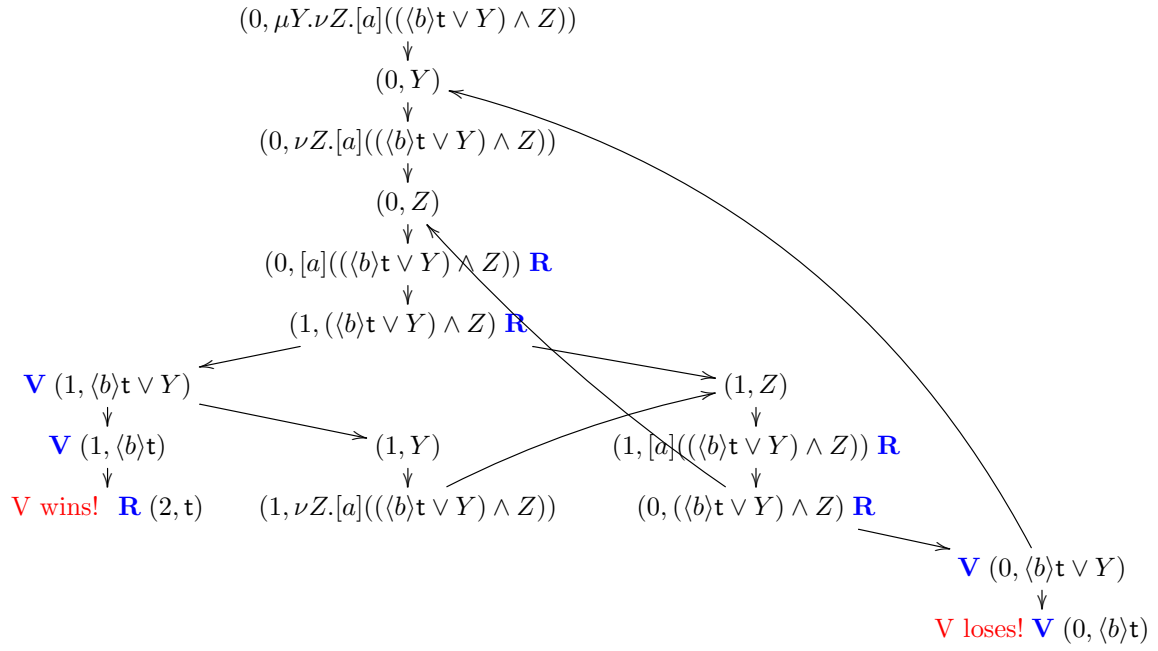 (0, μY.νZ.[a]((⟨b⟩t ∨ Y) ∧ Z))
(0, Y)
(0, νZ.[a]((⟨b⟩t ∨ Y) ∧ Z))
(0, Z)
(0, [a]((⟨b⟩t ∨ Y) ∧ Z)) R
(1, (⟨b⟩t ∨ Y) ∧ Z) R
V (1, ⟨b⟩t ∨ Y) (1, Z)
V (1, ⟨b⟩t) (1, Y) (1, [a]((⟨b⟩t ∨ Y) ∧ Z)) R
V wins! R (2, t) (1, νZ.[a]((⟨b⟩t ∨ Y) ∧ Z)) (0, (⟨b⟩t ∨ Y) ∧ Z) R
V (0, ⟨b⟩t ∨ Y)
V loses! V (0, ⟨b⟩t)